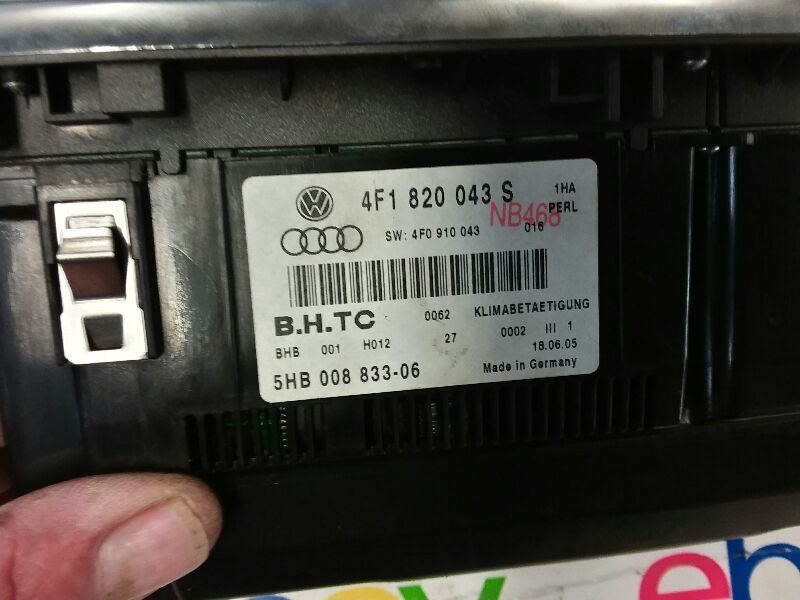 4F1 820 043 S 1HA
NB468 PERL
SW: 4F0 910 043 016
B.H.TC 0062 KLIMABETAETIGUNG
BHB 001 H012 27 0002 III 1
18.06.05
5HB 008 833-06 Made in Germany